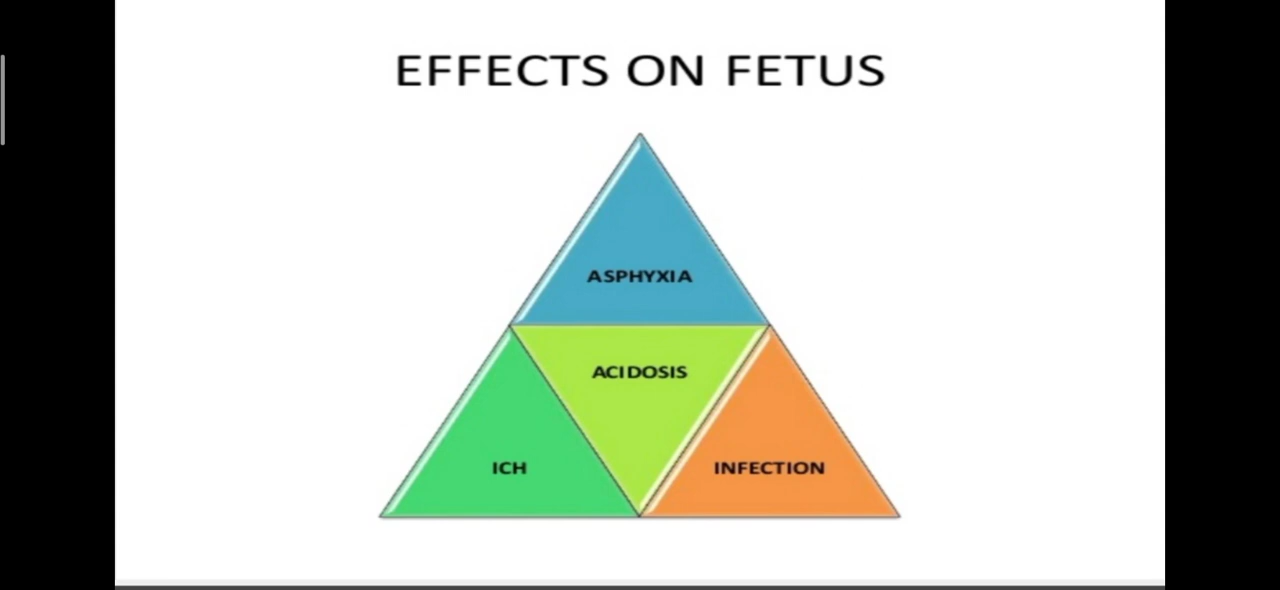 EFFECTS ON FETUS
ASPHYXIA
ACIDOSIS
ICH
INFECTION